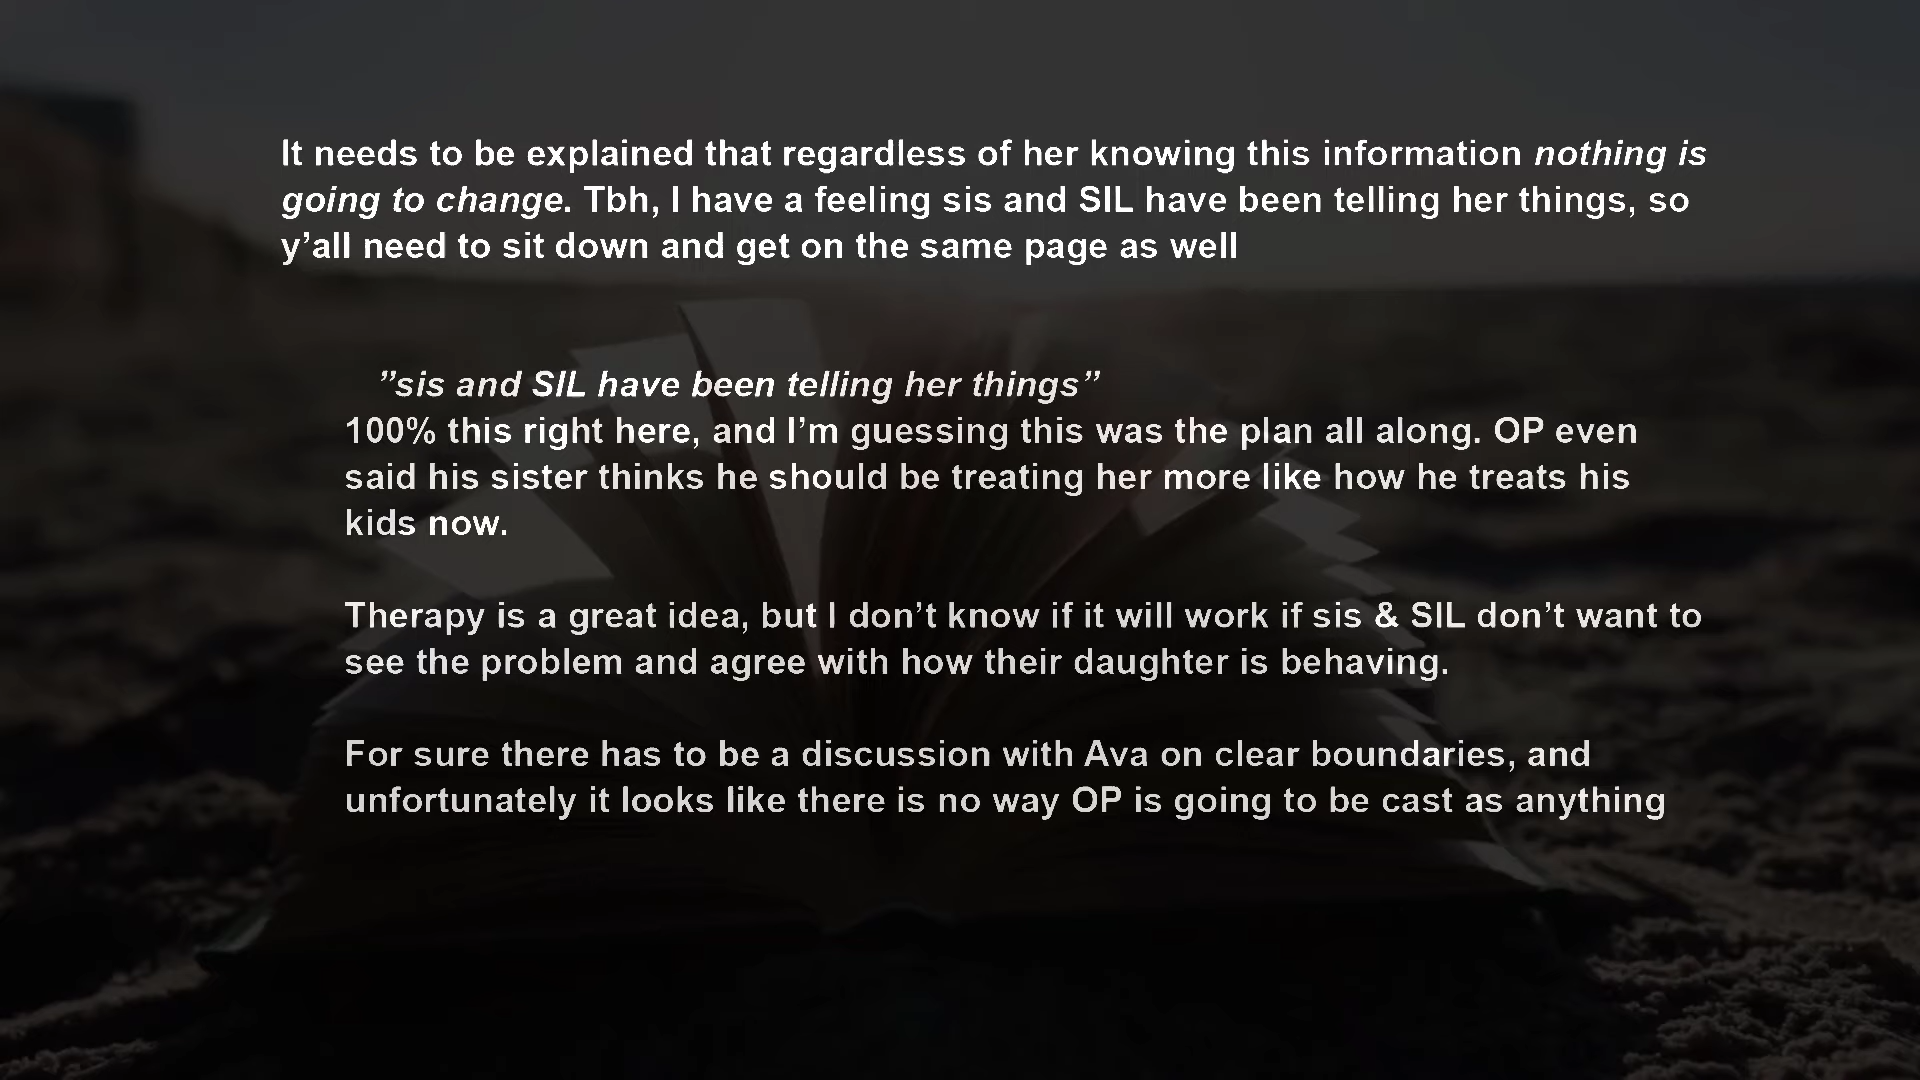 It needs to be explained that regardless of her knowing this information nothing is
going to change. Tbh, I have a feeling sis and SIL have been telling her things, so
y’all need to sit down and get on the same page as well
”sis and SIL have been telling her things”
100% this right here, and I’m guessing this was the plan all along. OP even
said his sister thinks he should be treating her more like how he treats his
kids now.
Therapy is a great idea, but I don’t know if it will work if sis & SIL don’t want to
see the problem and agree with how their daughter is behaving.
For sure there has to be a discussion with Ava on clear boundaries, and
unfortunately it looks like there is no way OP is going to be cast as anything